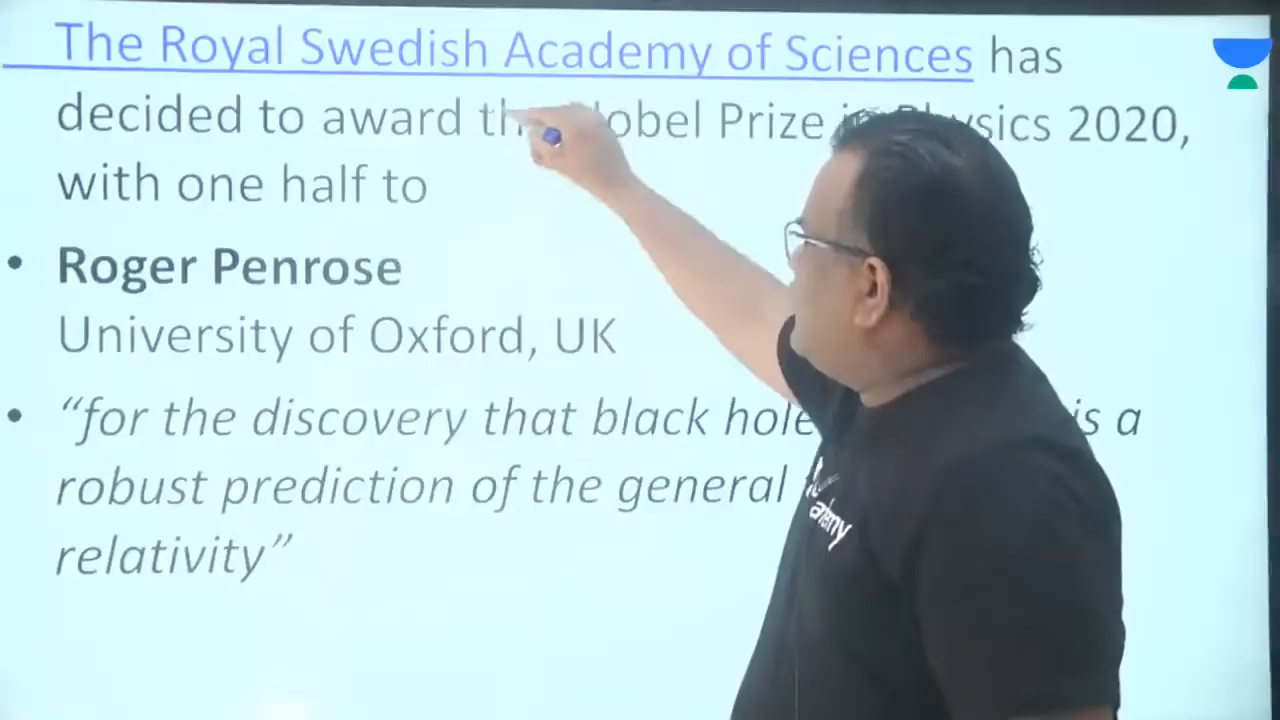 The Royal Swedish Academy of Sciences has
decided to award Prize 2020,
with one half to
• Roger Penrose
University of Oxford, UK
• “for the discovery that black is a
robust prediction of the general
relativity”